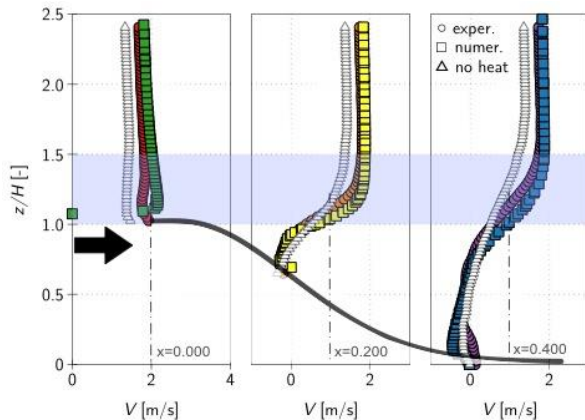 2.5
2.0
1.5
1.0
0.5
0
z/H [-]
exper.
numer.
no heat
x=0.000
x=0.200
x=0.400
0 2 4
0 2
0 2
V [m/s]
V [m/s]
V [m/s]